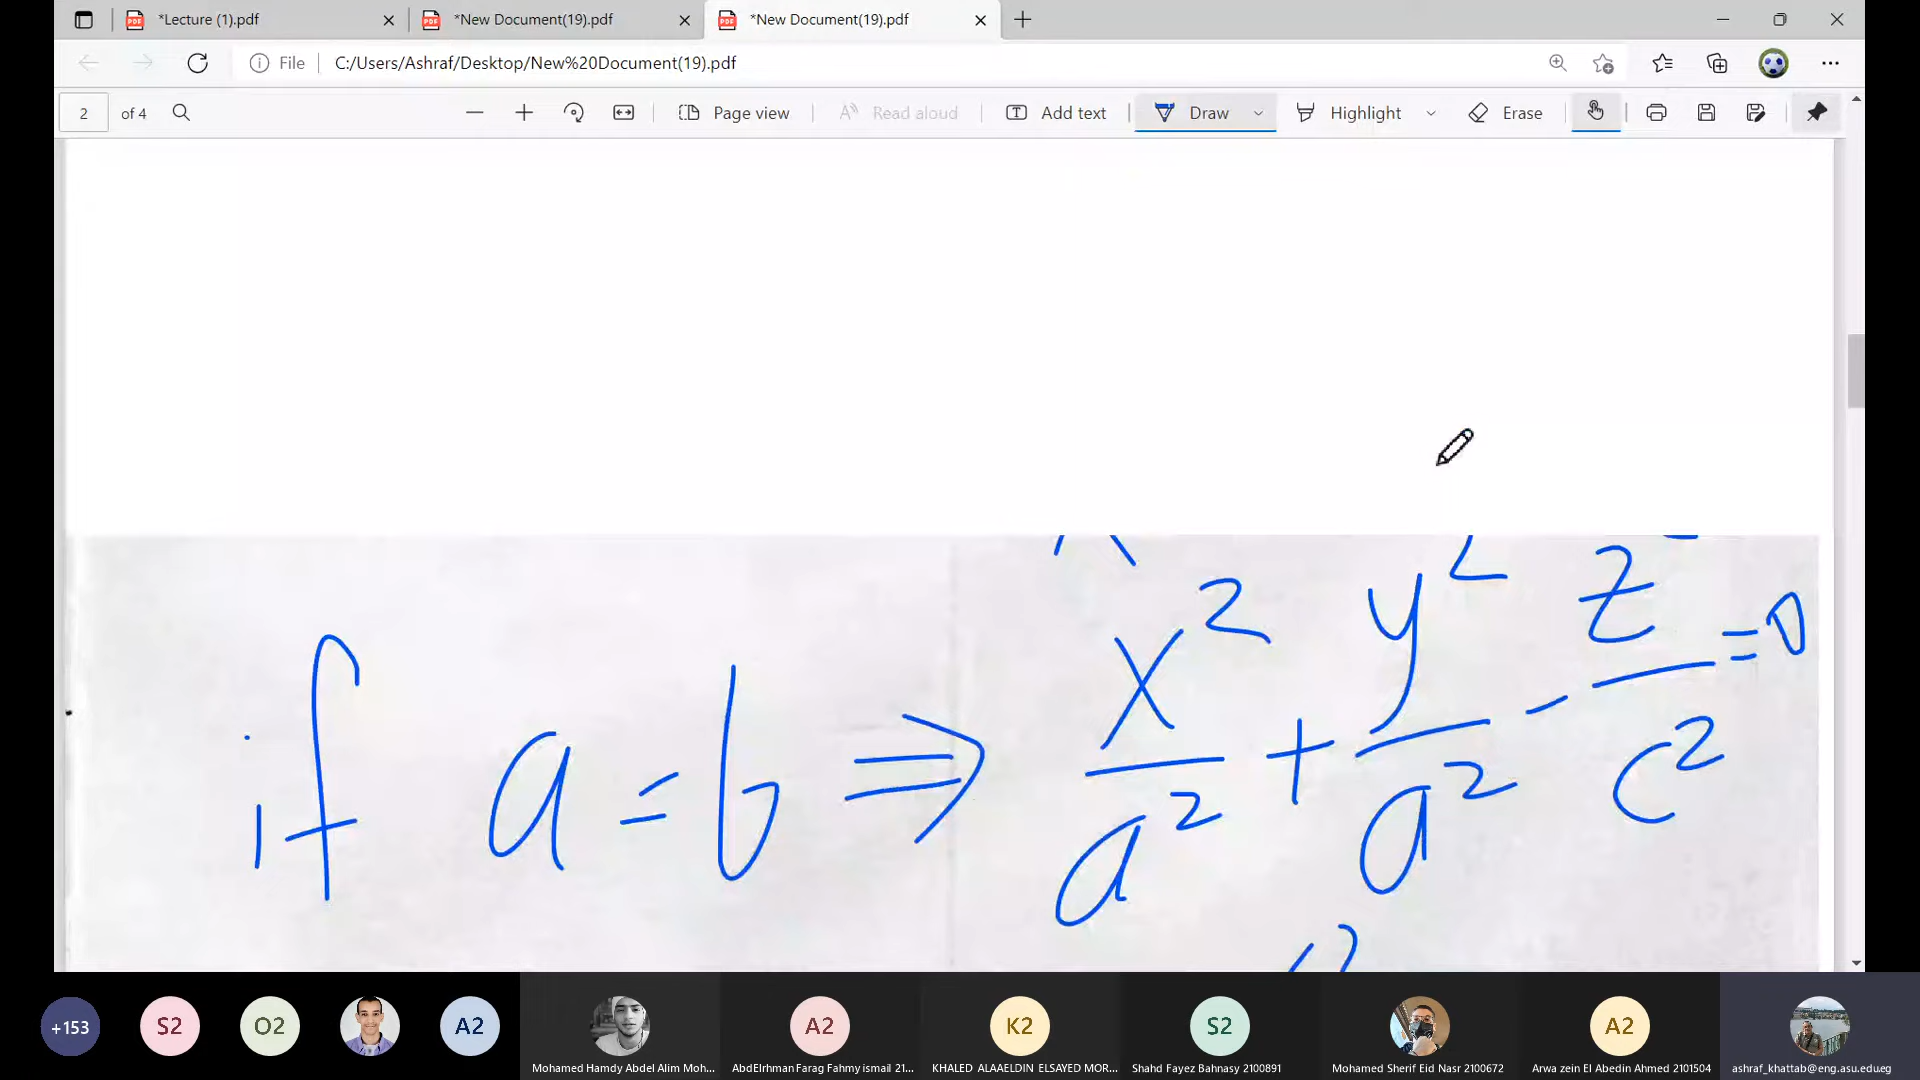 *Lecture (1).pdf
*New Document(19).pdf
*New Document(19).pdf
File
C:/Users/Ashraf/Desktop/New%20Document(19).pdf
2 of 4
Page view
Read aloud
Add text
Draw
Highlight
Erase
if a = b ⇒ x²/a² + y²/a² - z²/c² = 0
+153
S2
O2
A2
A2
K2
S2
A2
Mohamed Hamdy Abdel Alim Moh...
AbdElrhman Farag Fahmy ismail 21...
KHALED ALAAELDIN ELSAYED MOR...
Shahd Fayez Bahnasy 2100891
Mohamed Sherif Eid Nasr 2100672
Arwa zein El Abedin Ahmed 2101504
ashraf_khattab@eng.asu.edu.eg